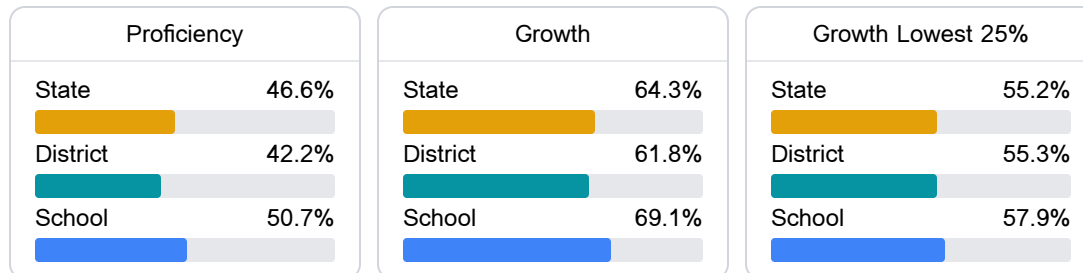 Proficiency
State 46.6%
District 42.2%
School 50.7%
Growth
State 64.3%
District 61.8%
School 69.1%
Growth Lowest 25%
State 55.2%
District 55.3%
School 57.9%